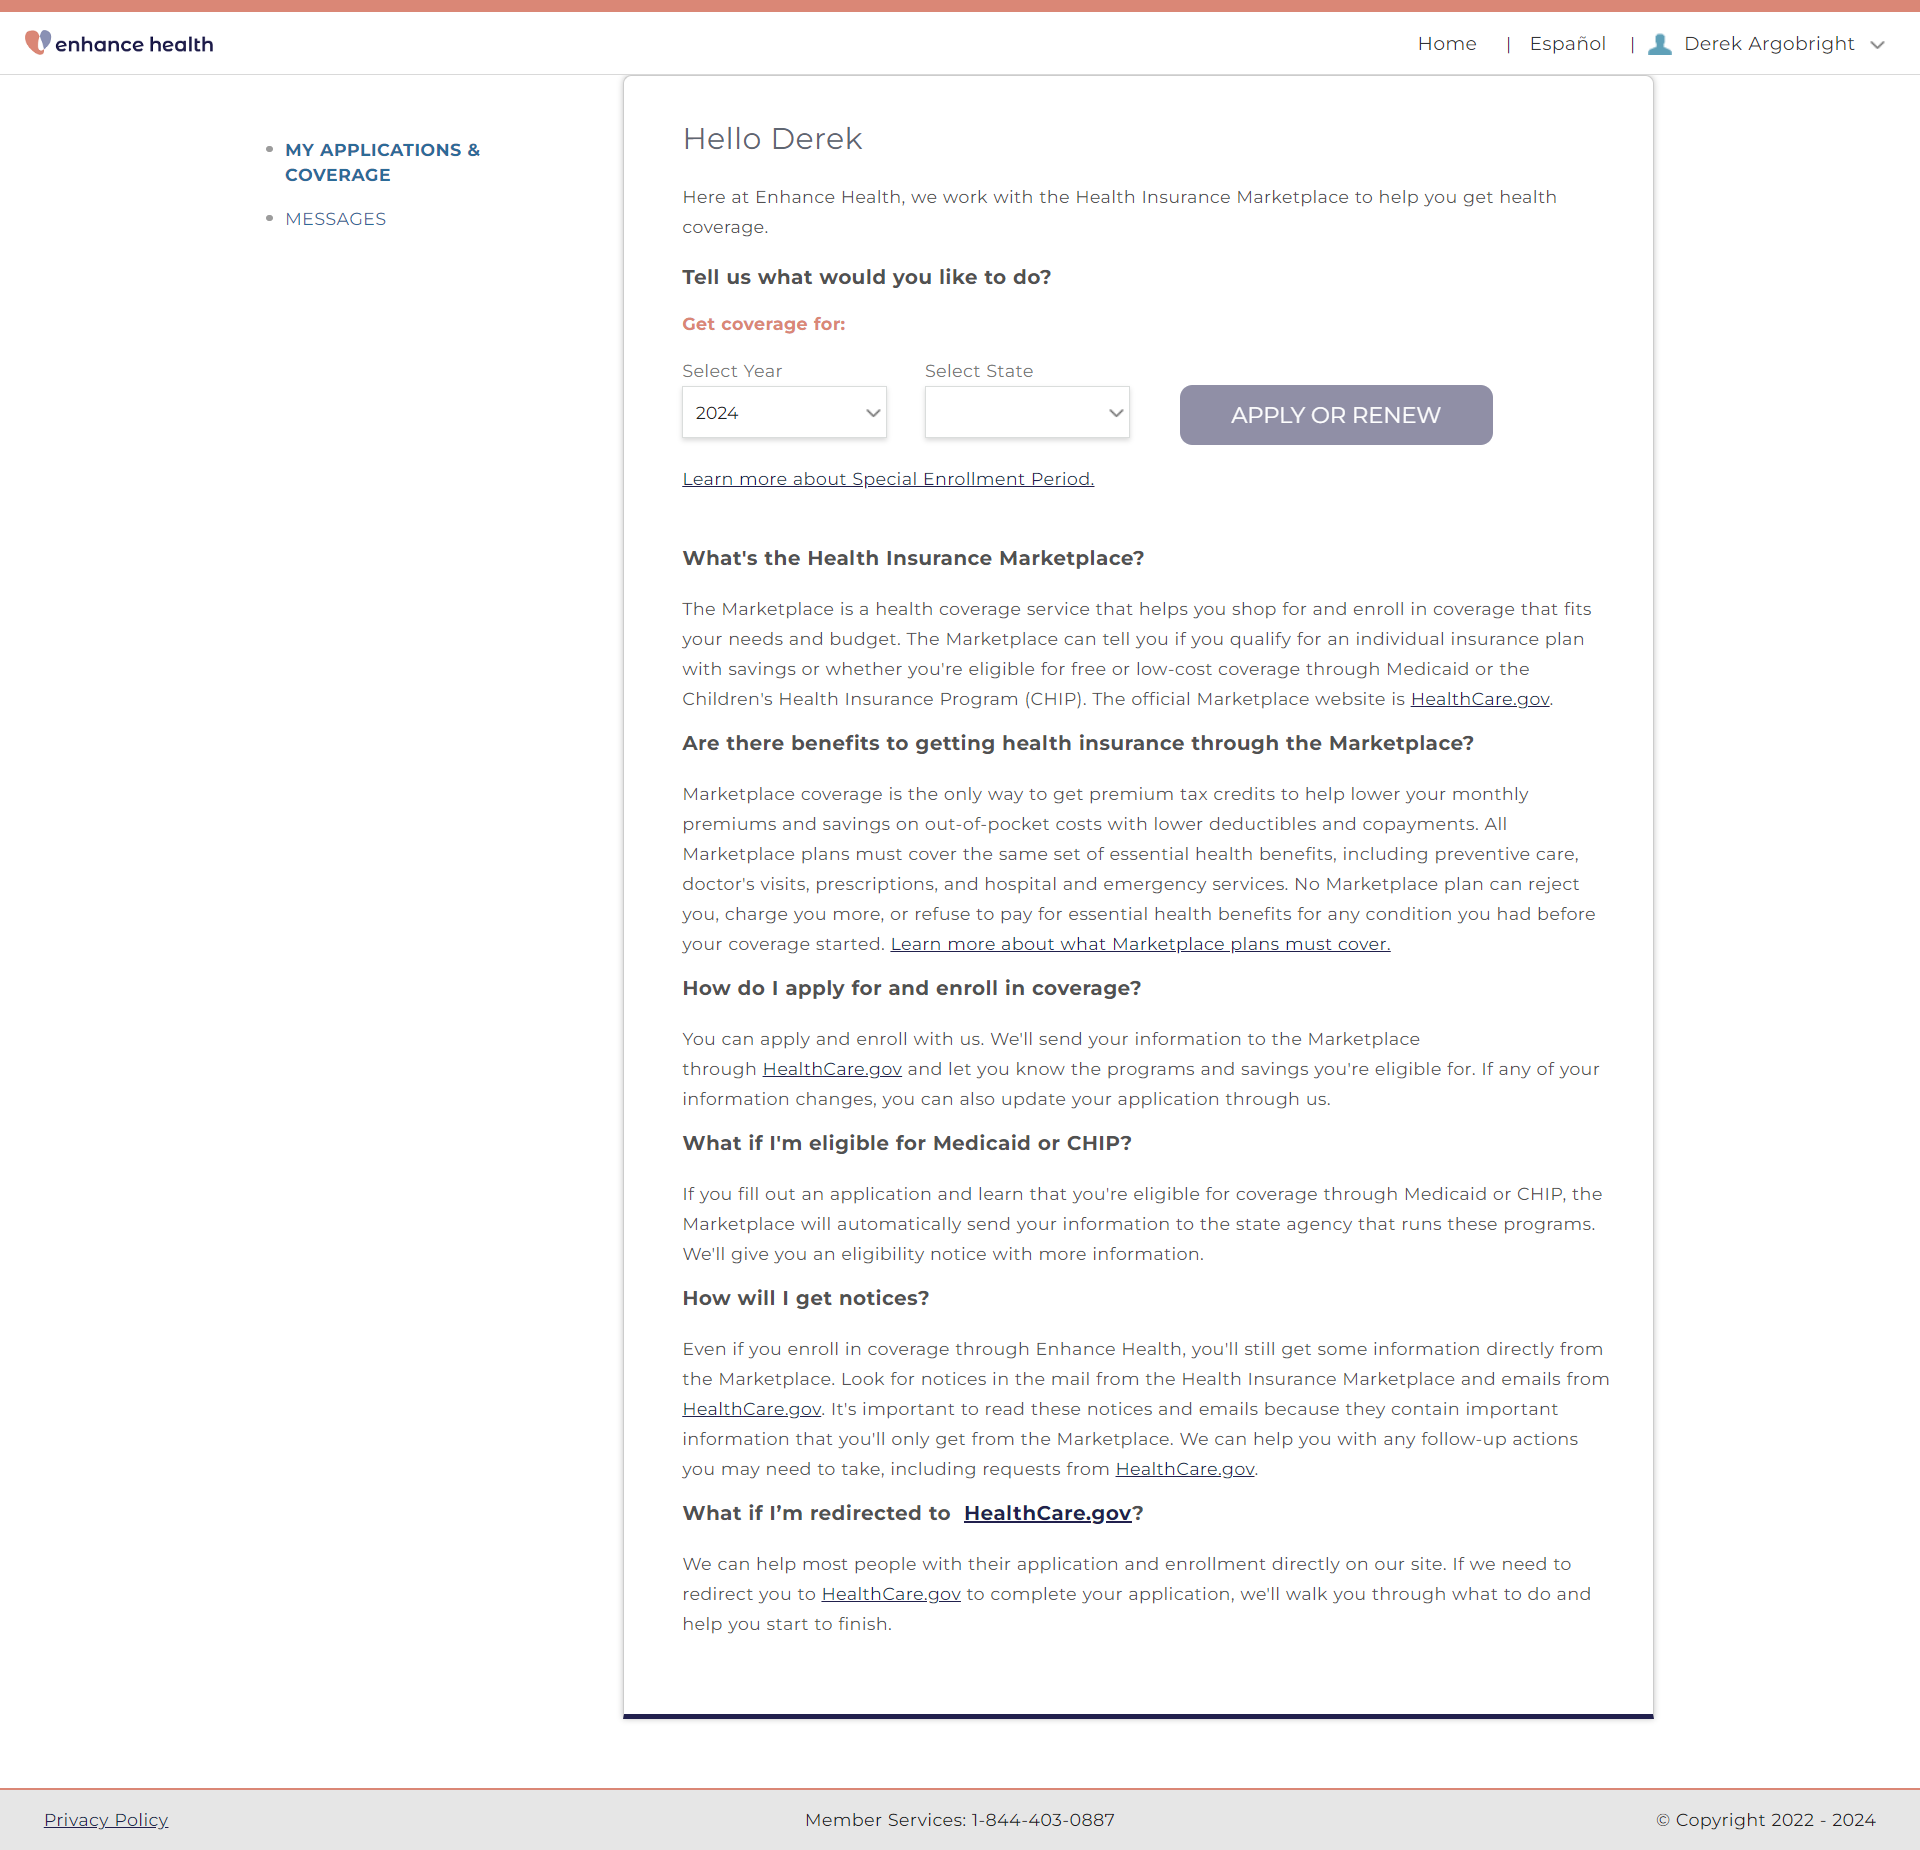 enhance health
Home | Español | Derek Argobright
MY APPLICATIONS &
COVERAGE
MESSAGES
Hello Derek
Here at Enhance Health, we work with the Health Insurance Marketplace to help you get health
coverage.
Tell us what would you like to do?
Get coverage for:
Select Year
Select State
2024
APPLY OR RENEW
Learn more about Special Enrollment Period.
What's the Health Insurance Marketplace?
The Marketplace is a health coverage service that helps you shop for and enroll in coverage that fits
your needs and budget. The Marketplace can tell you if you qualify for an individual insurance plan
with savings or whether you're eligible for free or low-cost coverage through Medicaid or the
Children's Health Insurance Program (CHIP). The official Marketplace website is HealthCare.gov.
Are there benefits to getting health insurance through the Marketplace?
Marketplace coverage is the only way to get premium tax credits to help lower your monthly
premiums and savings on out-of-pocket costs with lower deductibles and copayments. All
Marketplace plans must cover the same set of essential health benefits, including preventive care,
doctor's visits, prescriptions, and hospital and emergency services. No Marketplace plan can reject
you, charge you more, or refuse to pay for essential health benefits for any condition you had before
your coverage started. Learn more about what Marketplace plans must cover.
How do I apply for and enroll in coverage?
You can apply and enroll with us. We'll send your information to the Marketplace
through HealthCare.gov and let you know the programs and savings you're eligible for. If any of your
information changes, you can also update your application through us.
What if I'm eligible for Medicaid or CHIP?
If you fill out an application and learn that you're eligible for coverage through Medicaid or CHIP, the
Marketplace will automatically send your information to the state agency that runs these programs.
We'll give you an eligibility notice with more information.
How will I get notices?
Even if you enroll in coverage through Enhance Health, you'll still get some information directly from
the Marketplace. Look for notices in the mail from the Health Insurance Marketplace and emails from
HealthCare.gov. It's important to read these notices and emails because they contain important
information that you'll only get from the Marketplace. We can help you with any follow-up actions
you may need to take, including requests from HealthCare.gov.
What if I’m redirected to HealthCare.gov?
We can help most people with their application and enrollment directly on our site. If we need to
redirect you to HealthCare.gov to complete your application, we'll walk you through what to do and
help you start to finish.
Privacy Policy
Member Services: 1-844-403-0887
© Copyright 2022 - 2024